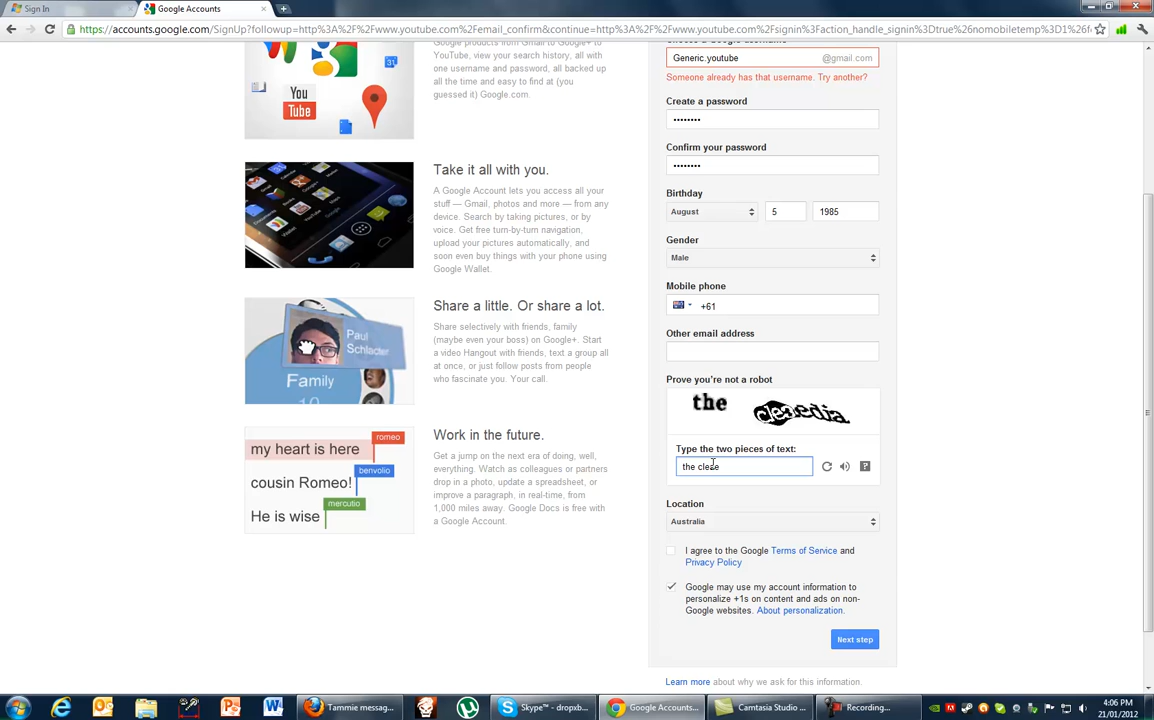 Sign In
Google Accounts
https://accounts.google.com/SignUp?followup=http%3A%2F%2Fwww.youtube.com%2Femail_confirm&continue=http%3A%2F%2Fwww.youtube.com%2Fsignin%3Faction_handle_signin%3Dtrue%26nomobiletemp%3D1%26
Google products from Gmail to Google+ to
YouTube, view your search history, all with
one username and password, all backed up
all the time and easy to find at (you
guessed it) Google.com.
31
You
Tube
Take it all with you.
A Google Account lets you access all your
stuff — Gmail, photos and more — from any
device. Search by taking pictures, or by
voice. Get free turn-by-turn navigation,
upload your pictures automatically, and
soon even buy things with your phone using
Google Wallet.
Share a little. Or share a lot.
Share selectively with friends, family
(maybe even your boss) on Google+. Start
a video Hangout with friends, text a group all
at once, or just follow posts from people
who fascinate you. Your call.
Paul
Schlacter
Family
10
Work in the future.
Get a jump on the next era of doing, well,
everything. Watch as colleagues or partners
drop in a photo, update a spreadsheet, or
improve a paragraph, in real-time, from
1,000 miles away. Google Docs is free with
a Google Account.
romeo
my heart is here
benvolio
cousin Romeo!
mercutio
He is wise
Choose a Google username
Generic.youtube @gmail.com
Someone already has that username. Try another?
Create a password
••••••••
Confirm your password
••••••••
Birthday
August 5 1985
Gender
Male
Mobile phone
+61
Other email address
Prove you're not a robot
the
Type the two pieces of text:
the cleee
?
Location
Australia
I agree to the Google Terms of Service and
Privacy Policy
Google may use my account information to
personalize +1s on content and ads on non-
Google websites. About personalization.
Next step
Learn more about why we ask for this information.
Tammie messag...
Skype™ - dropxb...
Google Accounts...
Camtasia Studio ...
Recording...
4:06 PM
21/01/2012